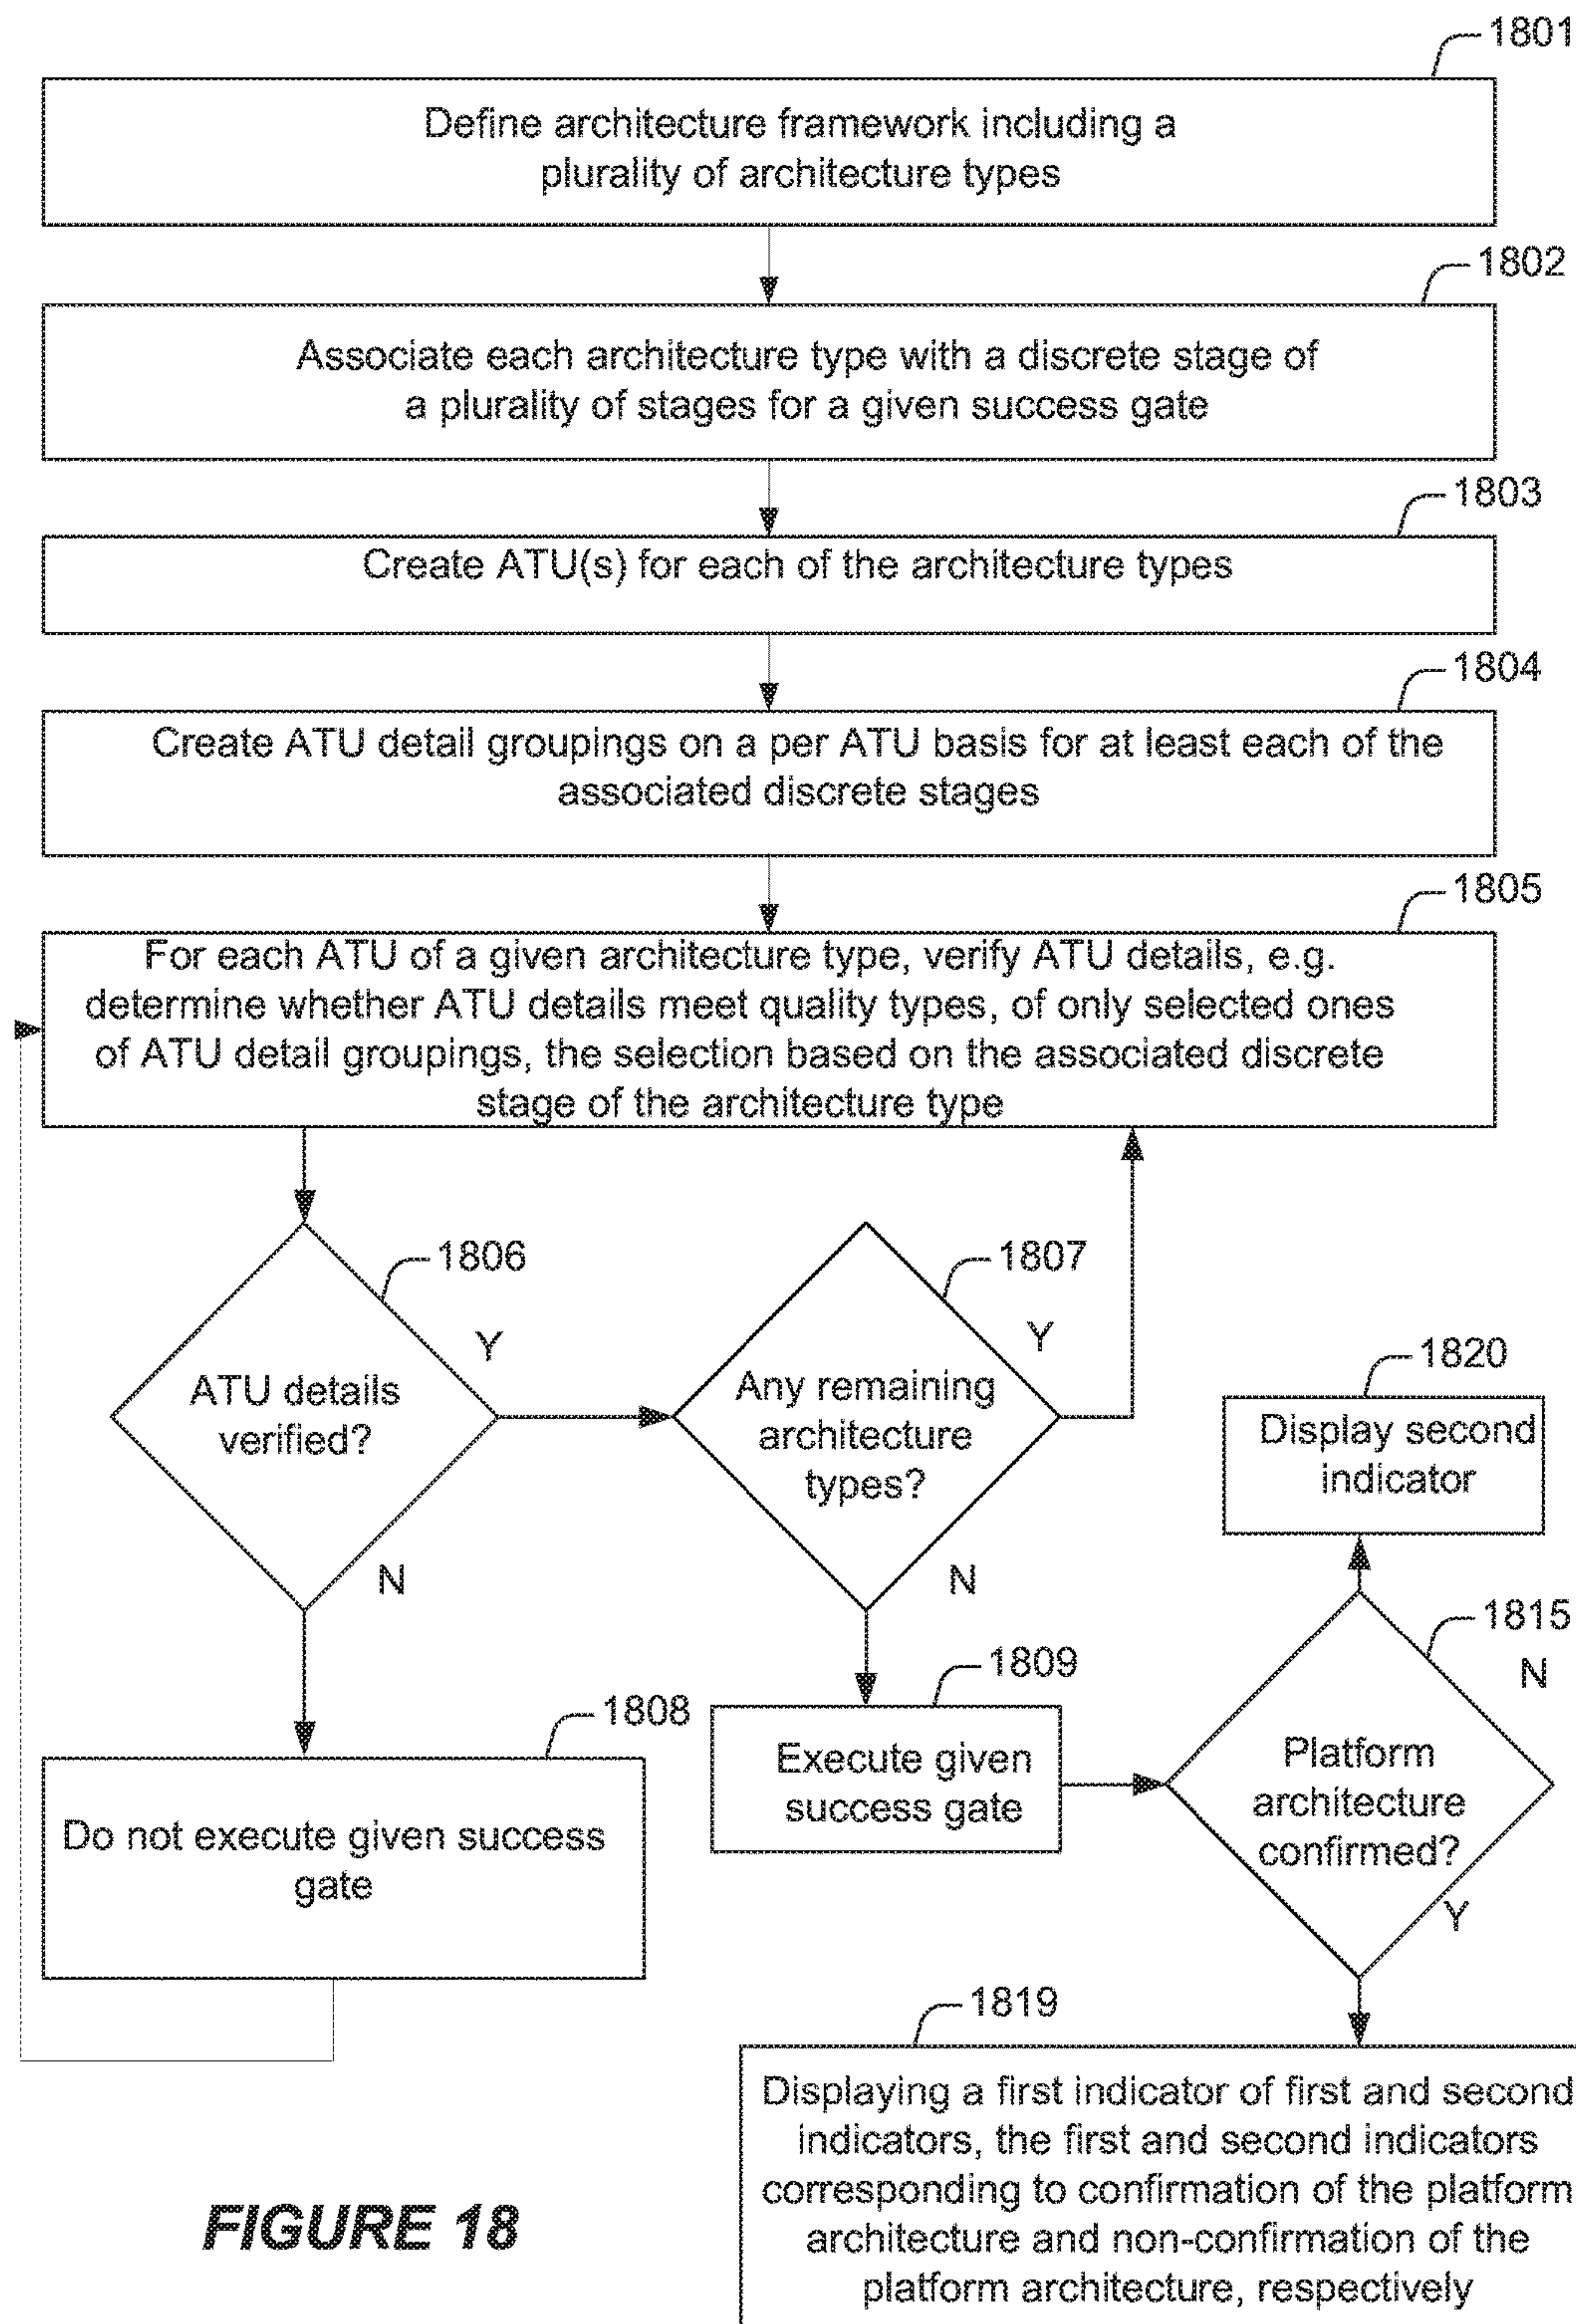 1801
Define architecture framework including a
plurality of architecture types
1802
Associate each architecture type with a discrete stage of
a plurality of stages for a given success gate
1803
Create ATU(s) for each of the architecture types
1804
Create ATU detail groupings on a per ATU basis for at least each of the
associated discrete stages
1805
For each ATU of a given architecture type, verify ATU details, e.g.
determine whether ATU details meet quality types, of only selected ones
of ATU detail groupings, the selection based on the associated discrete
stage of the architecture type
1806
Y
ATU details
verified?
N
1807
Y
Any remaining
architecture
types?
N
1820
Display second
indicator
1808
Do not execute given success
gate
1809
Execute given
success gate
1815
N
Platform
architecture
confirmed?
Y
1819
Displaying a first indicator of first and second
indicators, the first and second indicators
corresponding to confirmation of the platform
architecture and non-confirmation of the
platform architecture, respectively
FIGURE 18